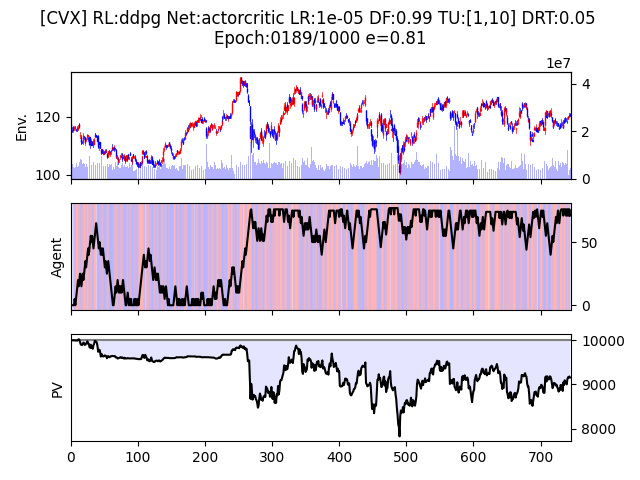 [CVX] RL:ddpg Net:actorcritic LR:1e-05 DF:0.99 TU:[1,10] DRT:0.05
Epoch:0189/1000 e=0.81
1e7
Env.
120
100
4
2
0
Agent
50
0
PV
10000
9000
8000
0 100 200 300 400 500 600 700